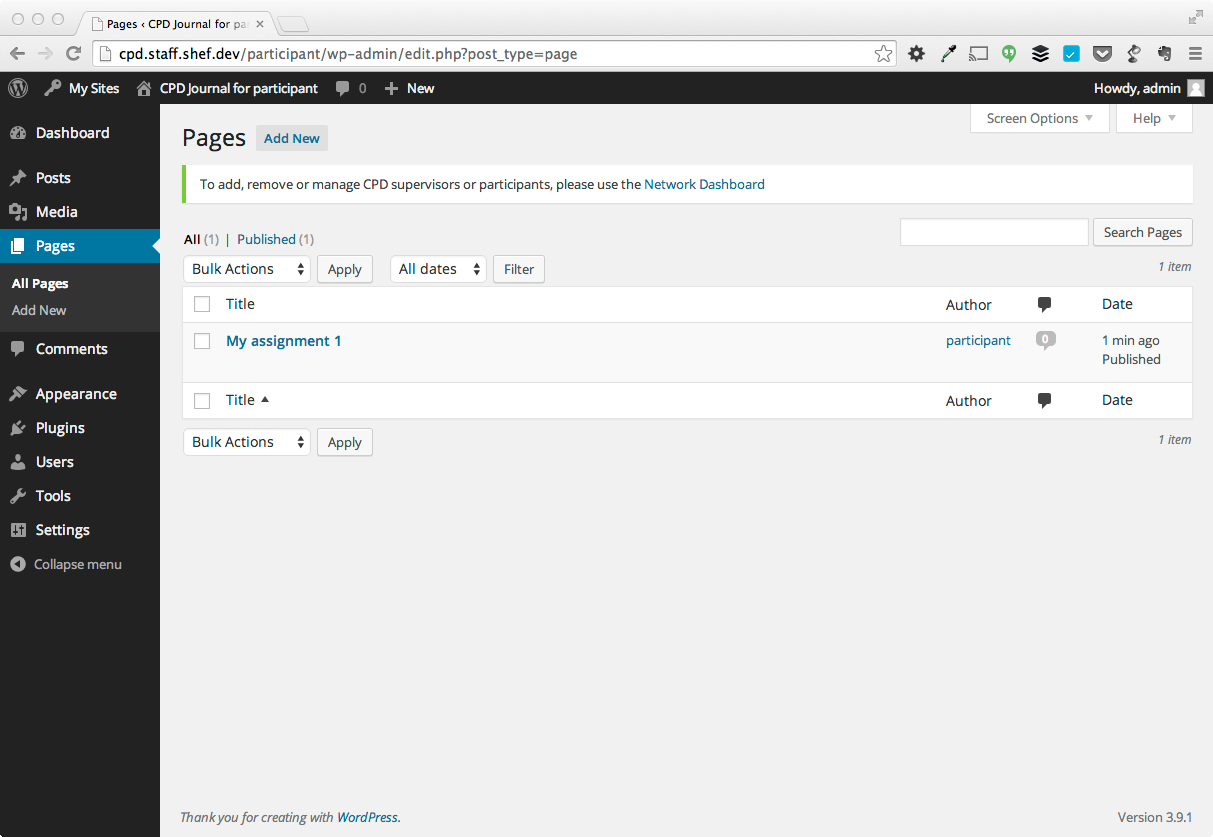 Pages ‹ CPD Journal for pa
cpd.staff.shef.dev/participant/wp-admin/edit.php?post_type=page
My Sites CPD Journal for participant 0 New Howdy, admin
Screen Options Help
Dashboard
Posts
Media
Pages
All Pages
Add New
Comments
Appearance
Plugins
Users
Tools
Settings
Collapse menu
Pages Add New
To add, remove or manage CPD supervisors or participants, please use the Network Dashboard
All (1) | Published (1)
Search Pages
Bulk Actions Apply All dates Filter 1 item
Title Author Date
My assignment 1 participant 0 1 min ago
Published
Title Author Date
Bulk Actions Apply 1 item
Thank you for creating with WordPress. Version 3.9.1